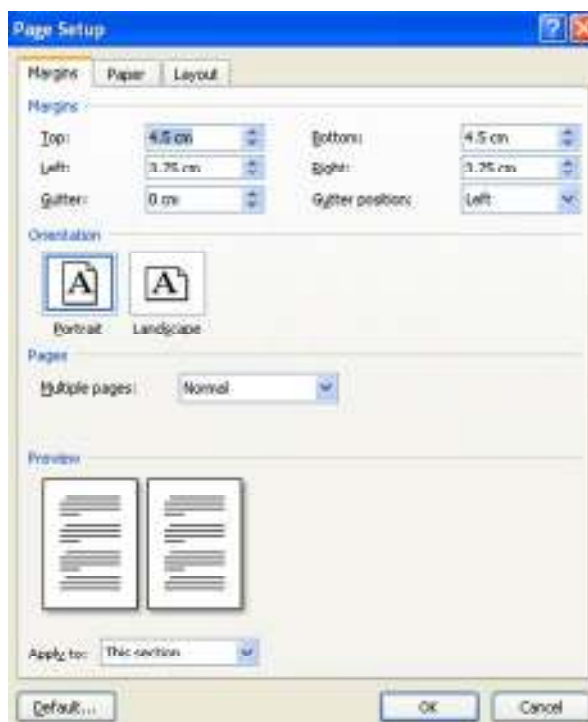 Page Setup
Margins Paper Layout
Margins
Top: 4.5 cm Bottom: 4.5 cm
Left: 3.75 cm Right: 3.75 cm
Gutter: 0 cm Gutter position: Left
Orientation
A A
Portrait Landscape
Pages
Multiple pages: Normal
Preview
Apply to: This section
Default... OK Cancel